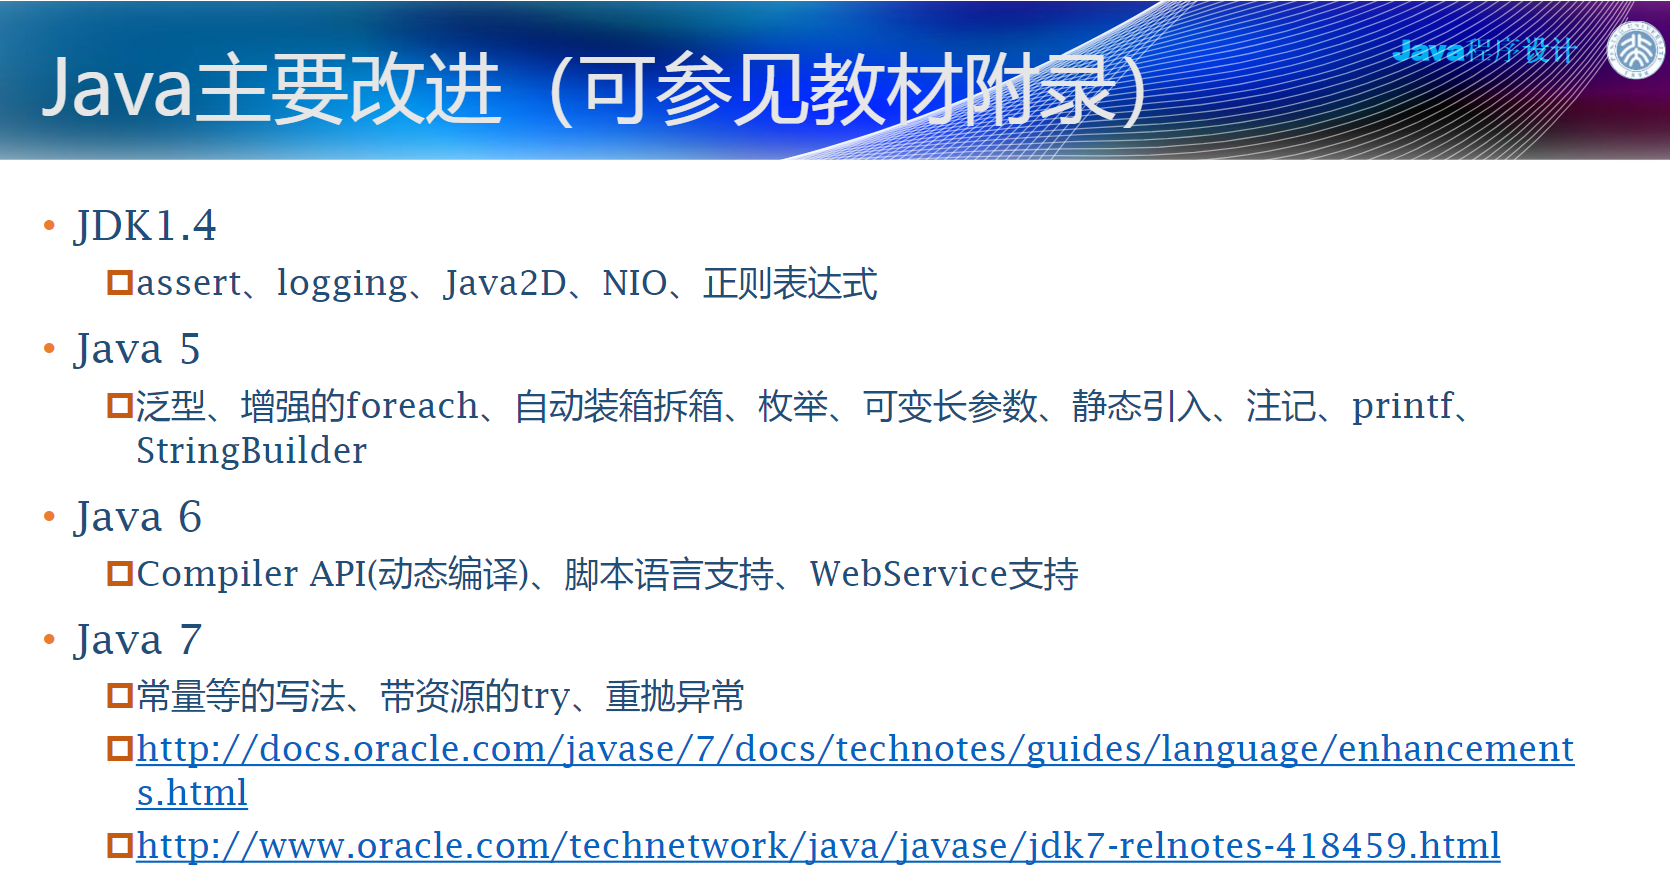 Java主要改进（可参见教材附录）
Java程序设计
• JDK1.4
assert、logging、Java2D、NIO、正则表达式
• Java 5
泛型、增强的foreach、自动装箱拆箱、枚举、可变长参数、静态引入、注记、printf、
StringBuilder
• Java 6
Compiler API(动态编译)、脚本语言支持、WebService支持
• Java 7
常量等的写法、带资源的try、重抛异常
http://docs.oracle.com/javase/7/docs/technotes/guides/language/enhancement
s.html
http://www.oracle.com/technetwork/java/javase/jdk7-relnotes-418459.html